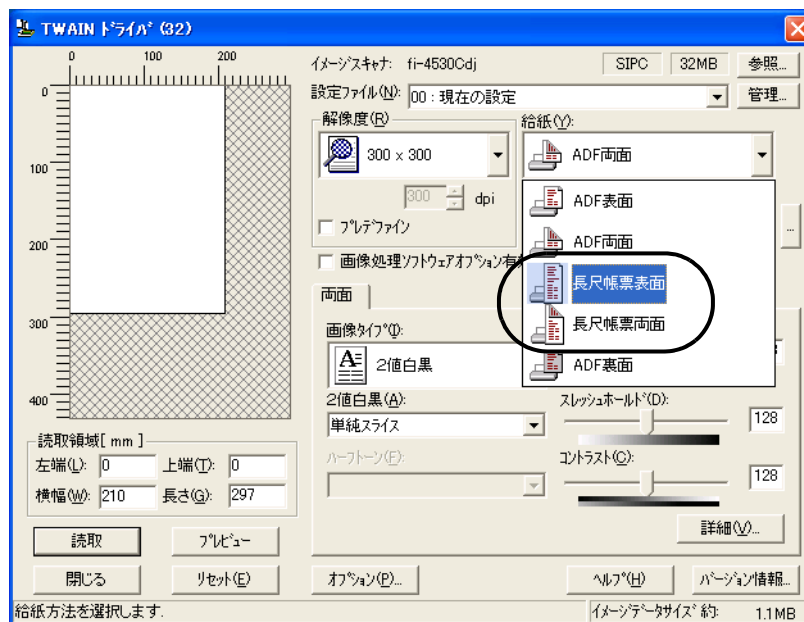 TWAIN ﾄﾞﾗｲﾊﾞ (32)
0 100 200
0
100
200
300
400
ｲﾒｰｼﾞｽｷｬﾅ: fi-4530Cdj SIPC 32MB 参照...
設定ﾌｧｲﾙ(N): 00 : 現在の設定 管理...
解像度(R)
300 × 300
300 dpi
ﾌﾟﾚﾃﾞﾌｧｲﾝ
給紙(Y):
ADF両面
ADF表面
ADF両面
長尺帳票表面
長尺帳票両面
ADF裏面
...
画像処理ｿﾌﾄｳｪｱｵﾌﾟｼｮﾝ有
両面
画像ﾀｲﾌﾟ(I):
2値白黒
2値白黒(A):
単純ｽﾗｲｽ
ﾊｰﾌﾄｰﾝ(F):
ｽﾚｯｼｭﾎｰﾙﾄﾞ(D):
128
ｺﾝﾄﾗｽﾄ(C):
128
詳細(V)...
読取領域[ mm ]
左端(L): 0 上端(T): 0
横幅(W): 210 長さ(G): 297
読取 ﾌﾟﾚﾋﾞｭｰ
閉じる ﾘｾｯﾄ(E) ｵﾌﾟｼｮﾝ(P)... ﾍﾙﾌﾟ(H) ﾊﾞｰｼﾞｮﾝ情報...
給紙方法を選択します. ｲﾒｰｼﾞﾃﾞｰﾀｻｲｽﾞ 約: 1.1MB